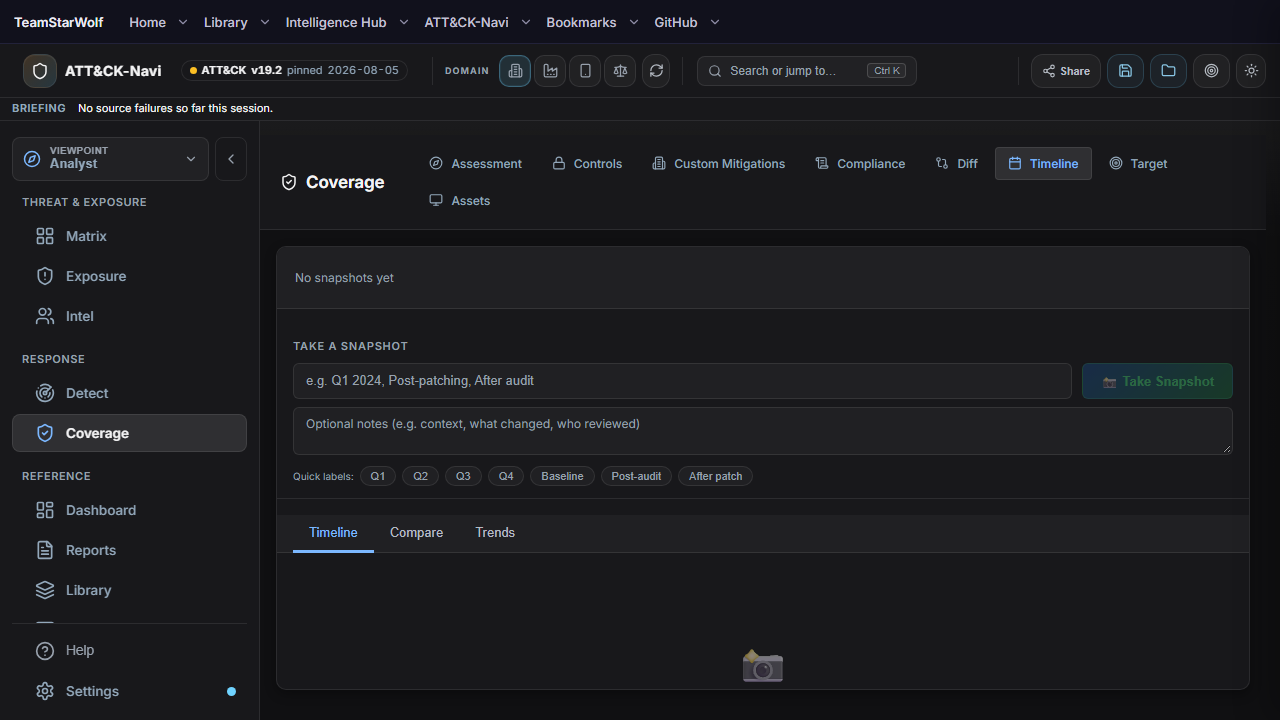 TeamStarWolf Home Library Intelligence Hub ATT&CK-Navi Bookmarks GitHub
ATT&CK-Navi ATT&CK v19.2 pinned 2026-08-05 DOMAIN Search or jump to... Ctrl K Share
BRIEFING No source failures so far this session.
VIEWPOINT
Analyst
THREAT & EXPOSURE
Matrix
Exposure
Intel
RESPONSE
Detect
Coverage
REFERENCE
Dashboard
Reports
Library
Help
Settings
Coverage
Assessment Controls Custom Mitigations Compliance Diff Timeline Target
Assets
No snapshots yet
TAKE A SNAPSHOT
e.g. Q1 2024, Post-patching, After audit Take Snapshot
Optional notes (e.g. context, what changed, who reviewed)
Quick labels: Q1 Q2 Q3 Q4 Baseline Post-audit After patch
Timeline Compare Trends